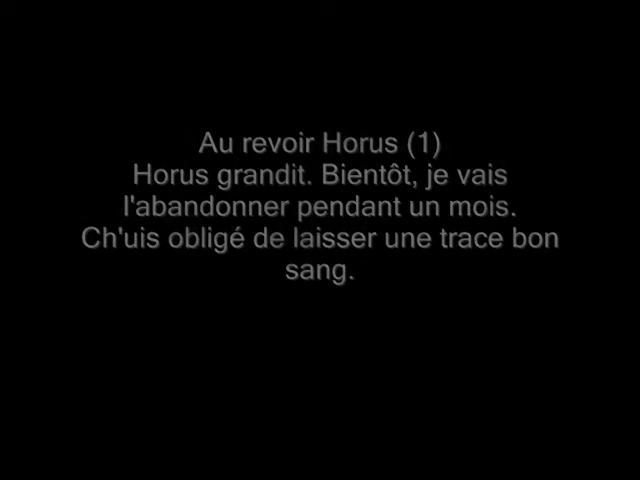 Au revoir Horus (1)
Horus grandit. Bientôt, je vais
l'abandonner pendant un mois.
Ch'uis obligé de laisser une trace bon
sang.